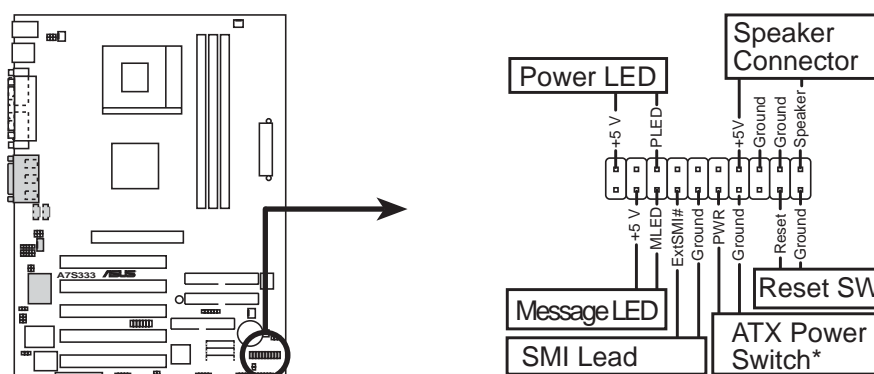 Speaker
Connector
Power LED
+5 V
PLED
+5V
Ground
Ground
Speaker
+5 V
MLED
ExtSMI#
Ground
PWR
Ground
Reset
Ground
Reset SW
Message LED
ATX Power
Switch*
SMI Lead
A7S333
ASUS